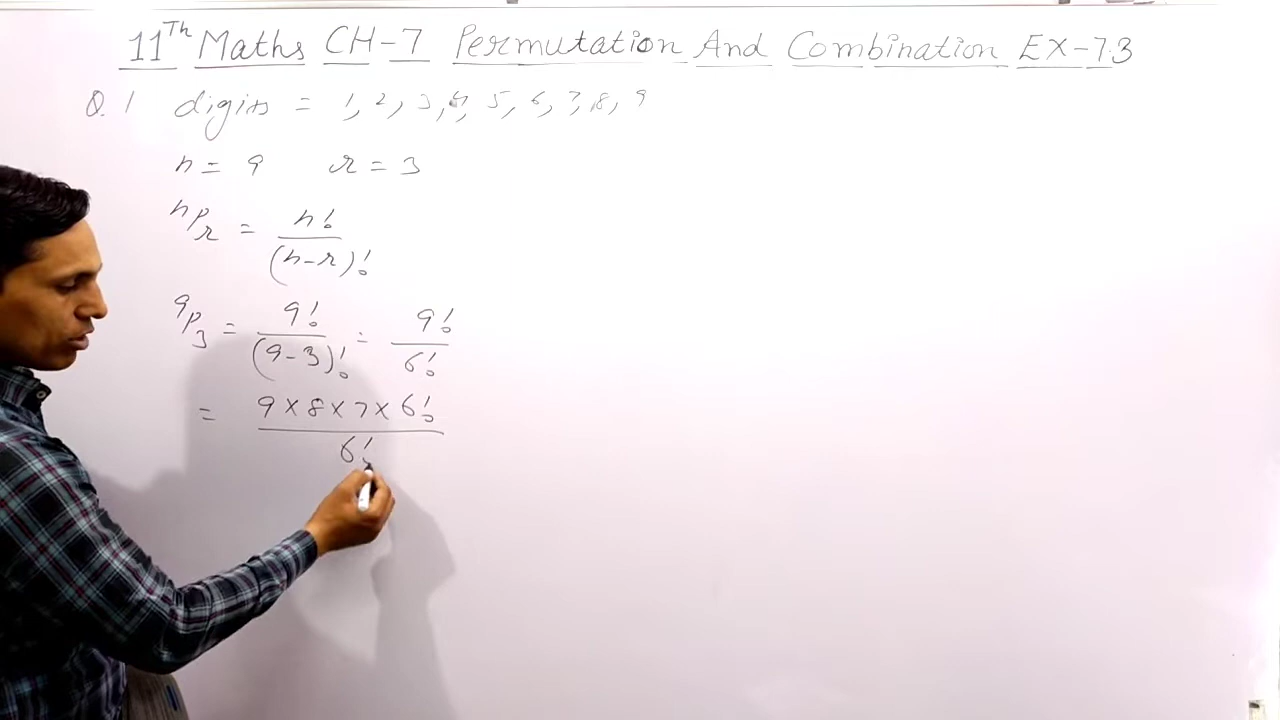 11Th Maths CH-7 Permutation And Combination EX-7.3
Q.1 digits = 1, 2, 3, 4, 5, 6, 7, 8, 9
n = 9 r = 3
nPr = n! / (n-r)!
9P3 = 9! / (9-3)! = 9! / 6!
= 9 × 8 × 7 × 6! / 6!